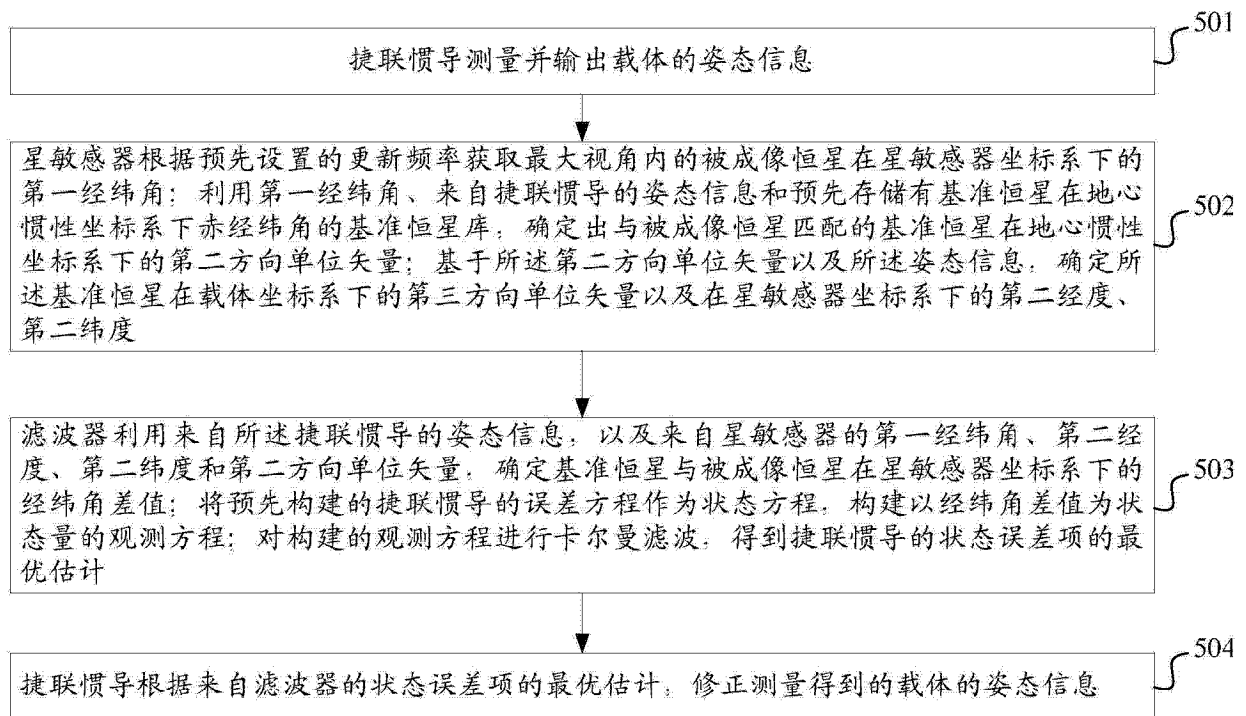 501
捷联惯导测量并输出载体的姿态信息
星敏感器根据预先设置的更新频率获取最大视角内的被成像恒星在星敏感器坐标系下的
第一经纬角；利用第一经纬角、来自捷联惯导的姿态信息和预先存储有基准恒星在地心
惯性坐标系下赤经纬角的基准恒星库，确定出与被成像恒星匹配的基准恒星在地心惯性
坐标系下的第二方向单位矢量；基于所述第二方向单位矢量以及所述姿态信息，确定所
述基准恒星在载体坐标系下的第三方向单位矢量以及在星敏感器坐标系下的第二经度、
第二纬度
502
滤波器利用来自所述捷联惯导的姿态信息，以及来自星敏感器的第一经纬角、第二经
度、第二纬度和第二方向单位矢量，确定基准恒星与被成像恒星在星敏感器坐标系下的
经纬角差值；将预先构建的捷联惯导的误差方程作为状态方程，构建以经纬角差值为状
态量的观测方程；对构建的观测方程进行卡尔曼滤波，得到捷联惯导的状态误差项的最
优估计
503
捷联惯导根据来自滤波器的状态误差项的最优估计，修正测量得到的载体的姿态信息
504